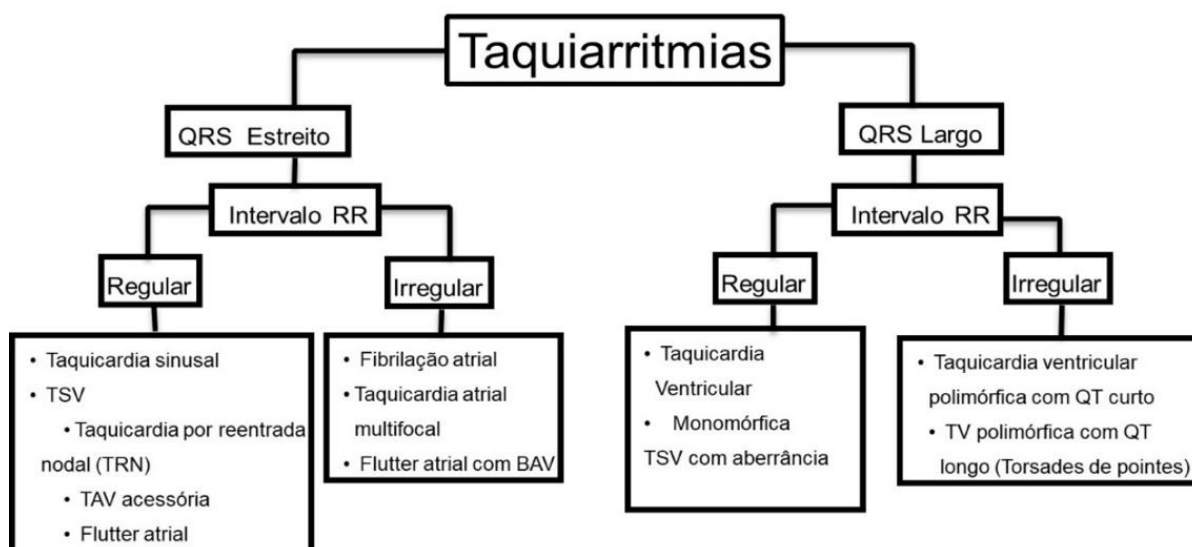 Taquiarritmias
QRS Estreito
Intervalo RR
Regular
• Taquicardia sinusal
• TSV
• Taquicardia por reentrada
nodal (TRN)
• TAV acessória
• Flutter atrial
Irregular
• Fibrilação atrial
• Taquicardia atrial
multifocal
• Flutter atrial com BAV
QRS Largo
Intervalo RR
Regular
• Taquicardia
Ventricular
• Monomórfica
TSV com aberrância
Irregular
• Taquicardia ventricular
polimórfica com QT curto
• TV polimórfica com QT
longo (Torsades de pointes)